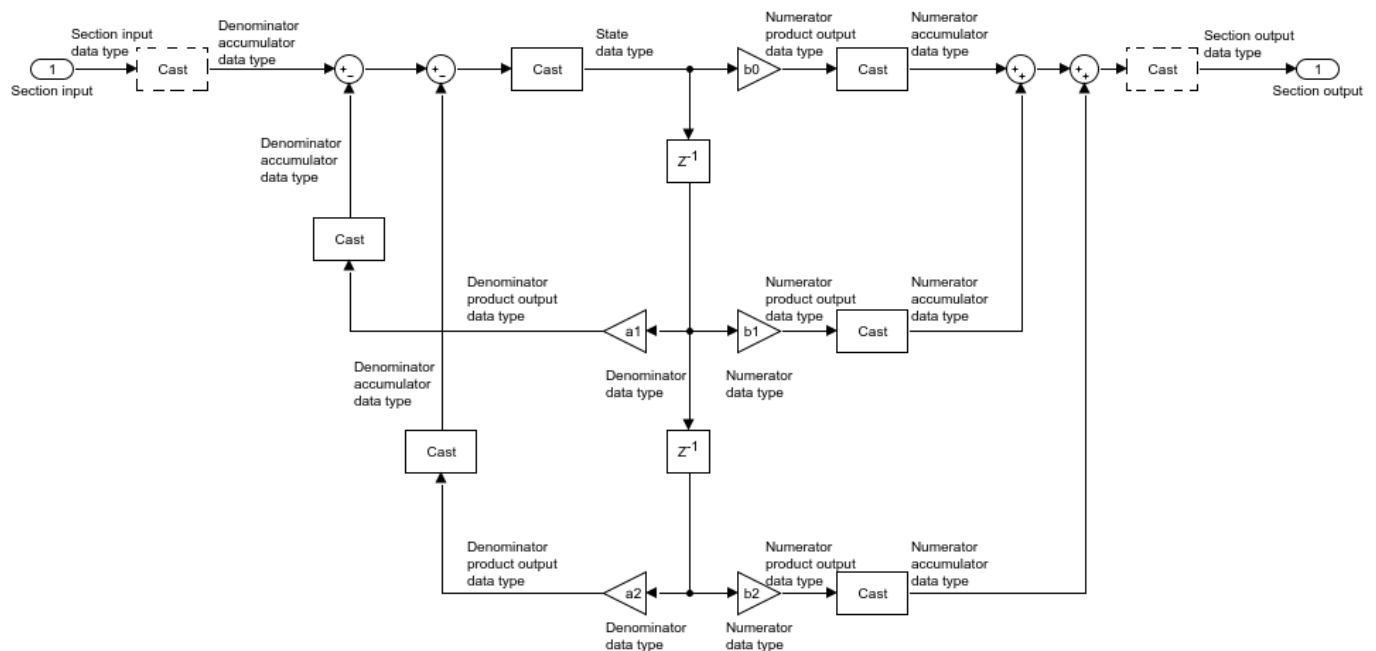 Section input
data type
Denominator
accumulator
data type
State
data type
Numerator
product output
data type
Numerator
accumulator
data type
Section output
data type
1
Cast
+
−
+
−
Cast
b0
Cast
+
+
+
+
Cast
1
Section input
Section output
Denominator
accumulator
data type
Z-1
Cast
Denominator
product output
data type
Numerator
product output
data type
Numerator
accumulator
data type
a1
b1
Cast
Denominator
accumulator
data type
Denominator
data type
Numerator
data type
Cast
Z-1
Denominator
product output
data type
Numerator
product output
data type
Numerator
accumulator
data type
a2
b2
Cast
Denominator
data type
Numerator
data type